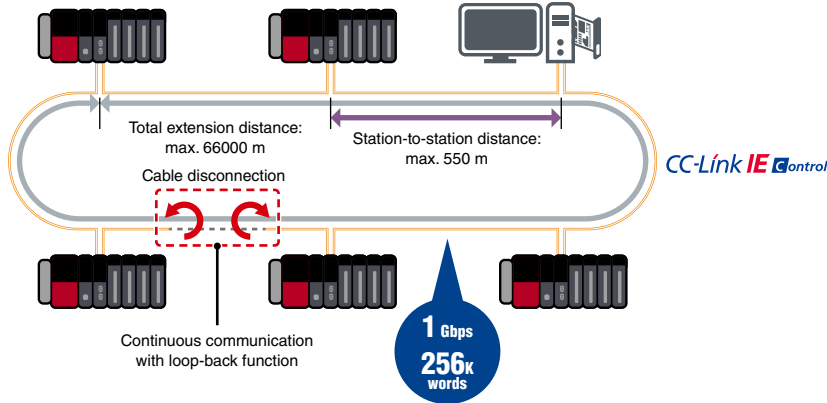 Total extension distance:
max. 66000 m
Station-to-station distance:
max. 550 m
CC-Link IE Control
Cable disconnection
Continuous communication
with loop-back function
1 Gbps
256K
words